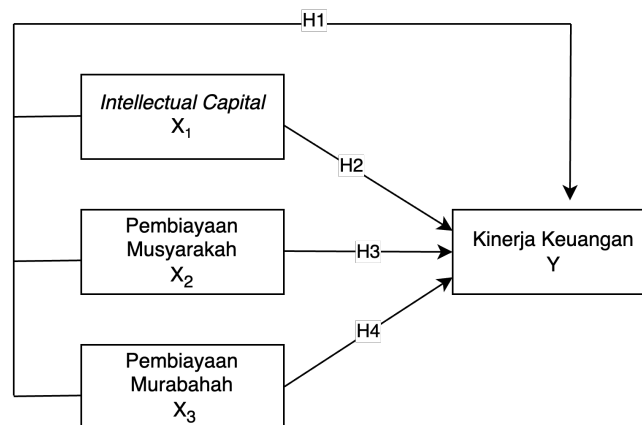 H1
Intellectual Capital
X₁
H2
Pembiayaan
Musyarakah
X₂
H3
Kinerja Keuangan
Y
H4
Pembiayaan
Murabahah
X₃